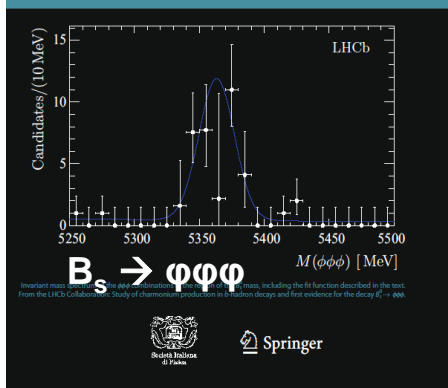 15
10
5
0
Candidates/(10 MeV)
LHCb
5250 5300 5350 5400 5450 5500
M(ϕϕϕ) [MeV]
Bₛ → φφφ
Invariant mass spectrum of the ϕϕϕ combinations in the region of the Bₛ mass, including the fit function described in the text.
From the LHCb Collaboration: Study of charmonium production in b-hadron decays and first evidence for the decay B⁰ₛ → ϕϕϕ.
Società Italiana
di Fisica
Springer